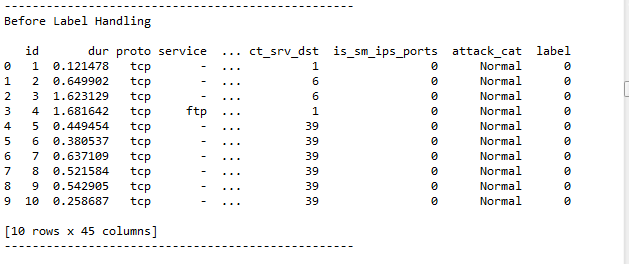 --------------------------------------------------
Before Label Handling
id dur proto service ... ct_srv_dst is_sm_ips_ports attack_cat label
0 1 0.121478 tcp - ... 1 0 Normal 0
1 2 0.649902 tcp - ... 6 0 Normal 0
2 3 1.623129 tcp - ... 6 0 Normal 0
3 4 1.681642 tcp ftp ... 1 0 Normal 0
4 5 0.449454 tcp - ... 39 0 Normal 0
5 6 0.380537 tcp - ... 39 0 Normal 0
6 7 0.637109 tcp - ... 39 0 Normal 0
7 8 0.521584 tcp - ... 39 0 Normal 0
8 9 0.542905 tcp - ... 39 0 Normal 0
9 10 0.258687 tcp - ... 39 0 Normal 0
[10 rows x 45 columns]
--------------------------------------------------